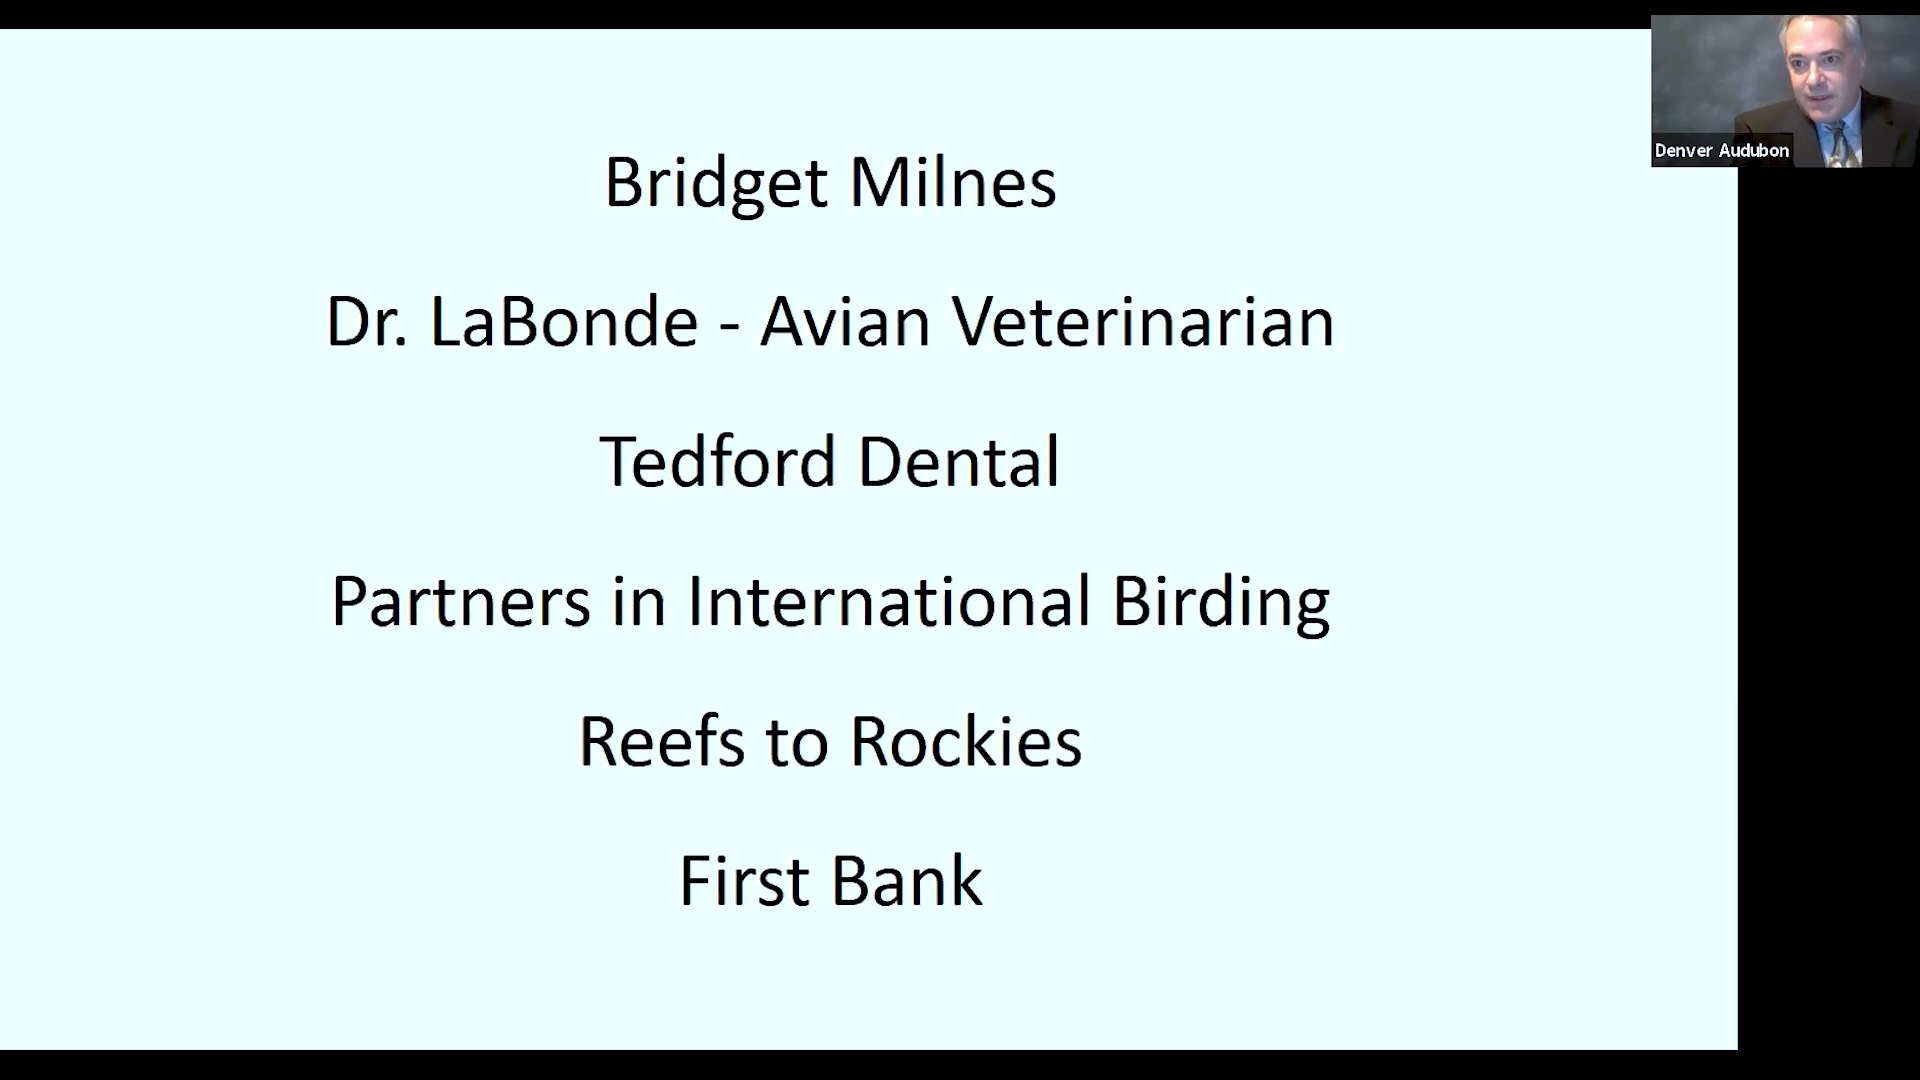 Denver Audubon
Bridget Milnes
Dr. LaBonde - Avian Veterinarian
Tedford Dental
Partners in International Birding
Reefs to Rockies
First Bank